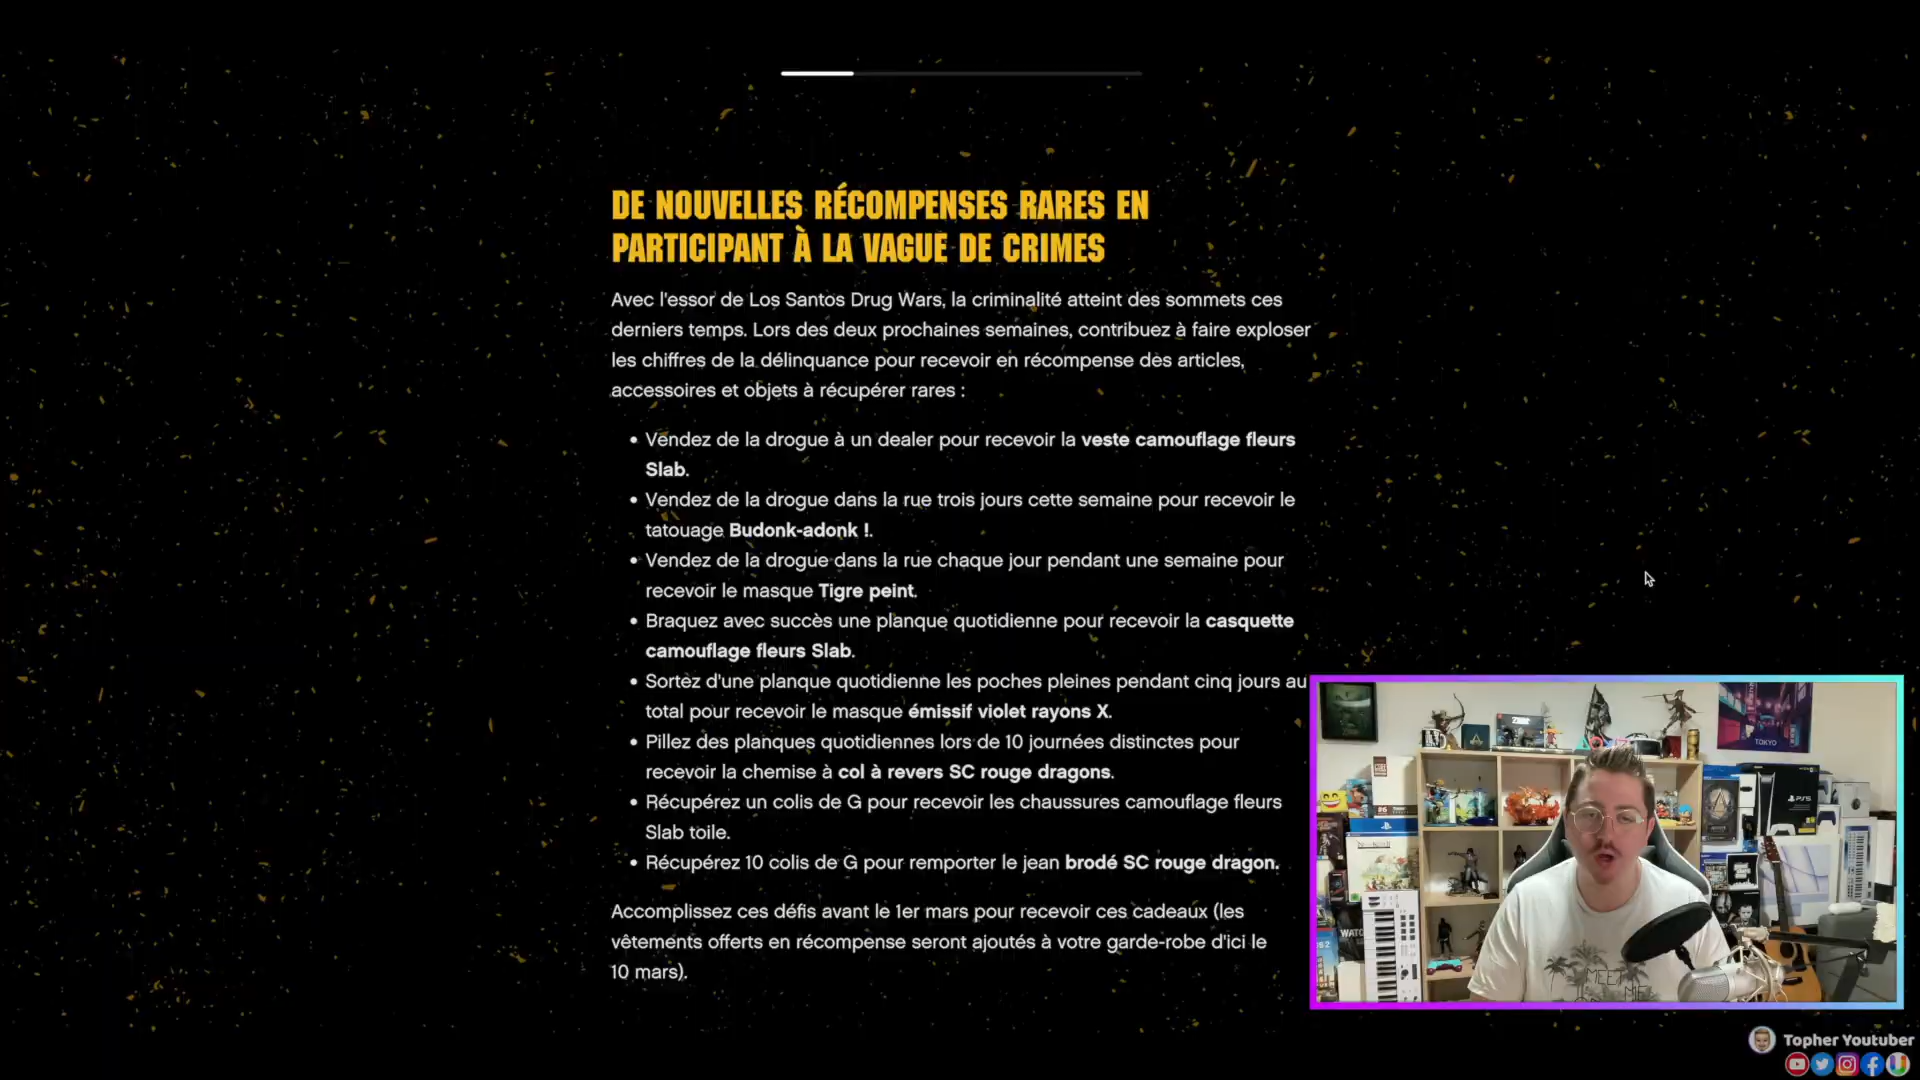 DE NOUVELLES RÉCOMPENSES RARES EN
PARTICIPANT À LA VAGUE DE CRIMES
Avec l'essor de Los Santos Drug Wars, la criminalité atteint des sommets ces
derniers temps. Lors des deux prochaines semaines, contribuez à faire exploser
les chiffres de la délinquance pour recevoir en récompense des articles,
accessoires et objets à récupérer rares :
• Vendez de la drogue à un dealer pour recevoir la veste camouflage fleurs
Slab.
• Vendez de la drogue dans la rue trois jours cette semaine pour recevoir le
tatouage Budonk-adonk !.
• Vendez de la drogue dans la rue chaque jour pendant une semaine pour
recevoir le masque Tigre peint.
• Braquez avec succès une planque quotidienne pour recevoir la casquette
camouflage fleurs Slab.
• Sortez d'une planque quotidienne les poches pleines pendant cinq jours au
total pour recevoir le masque émissif violet rayons X.
• Pillez des planques quotidiennes lors de 10 journées distinctes pour
recevoir la chemise à col à revers SC rouge dragons.
• Récupérez un colis de G pour recevoir les chaussures camouflage fleurs
Slab toile.
• Récupérez 10 colis de G pour remporter le jean brodé SC rouge dragon.
Accomplissez ces défis avant le 1er mars pour recevoir ces cadeaux (les
vêtements offerts en récompense seront ajoutés à votre garde-robe d'ici le
10 mars).
TOKYO
PS5
MEET
Topher Youtuber